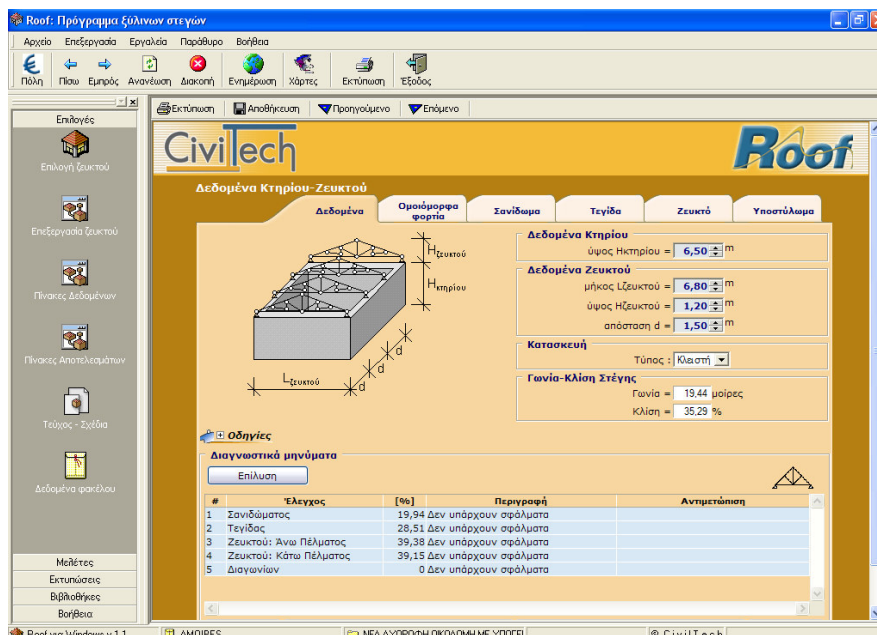 Roof: Πρόγραμμα ξύλινων στεγών
Αρχείο Επεξεργασία Εργαλεία Παράθυρο Βοήθεια
Πύλη Πίσω Εμπρός Ανανέωση Διακοπή Ενημέρωση Χάρτες Εκτύπωση Έξοδος
Εκτύπωση Αποθήκευση Προηγούμενο Επόμενο
Επιλογές
Επιλογή ζευκτού
Επεξεργασία ζευκτού
Πίνακες Δεδομένων
Πίνακες Αποτελεσμάτων
Τεύχος - Σχέδια
Δεδομένα φακέλου
Μελέτες
Εκτυπώσεις
Βιβλιοθήκες
Βοήθεια
CiviTech
Roof
Δεδομένα Κτηρίου-Ζευκτού
Δεδομένα Ομοιόμορφα φορτία Σανίδωμα Τεγίδα Ζευκτό Υποστύλωμα
Hζευκτού
Hκτηρίου
d
d
d
Lζευκτού
Δεδομένα Κτηρίου
ύψος Hκτηρίου = 6,50 m
Δεδομένα Ζευκτού
μήκος Lζευκτού = 6,80 m
ύψος Hζευκτού = 1,20 m
απόσταση d = 1,50 m
Κατασκευή
Τύπος : Κλειστή
Γωνία-Κλίση Στέγης
Γωνία = 19,44 μοίρες
Κλίση = 35,29 %
Οδηγίες
Διαγνωστικά μηνύματα
Επίλυση
# Έλεγχος [%] Περιγραφή Αντιμετώπιση
1 Σανιδώματος 19,94 Δεν υπάρχουν σφάλματα
2 Τεγίδας 28,51 Δεν υπάρχουν σφάλματα
3 Ζευκτού: Άνω Πέλματος 39,38 Δεν υπάρχουν σφάλματα
4 Ζευκτού: Κάτω Πέλματος 39,15 Δεν υπάρχουν σφάλματα
5 Διαγωνίων 0 Δεν υπάρχουν σφάλματα
© CivilTech